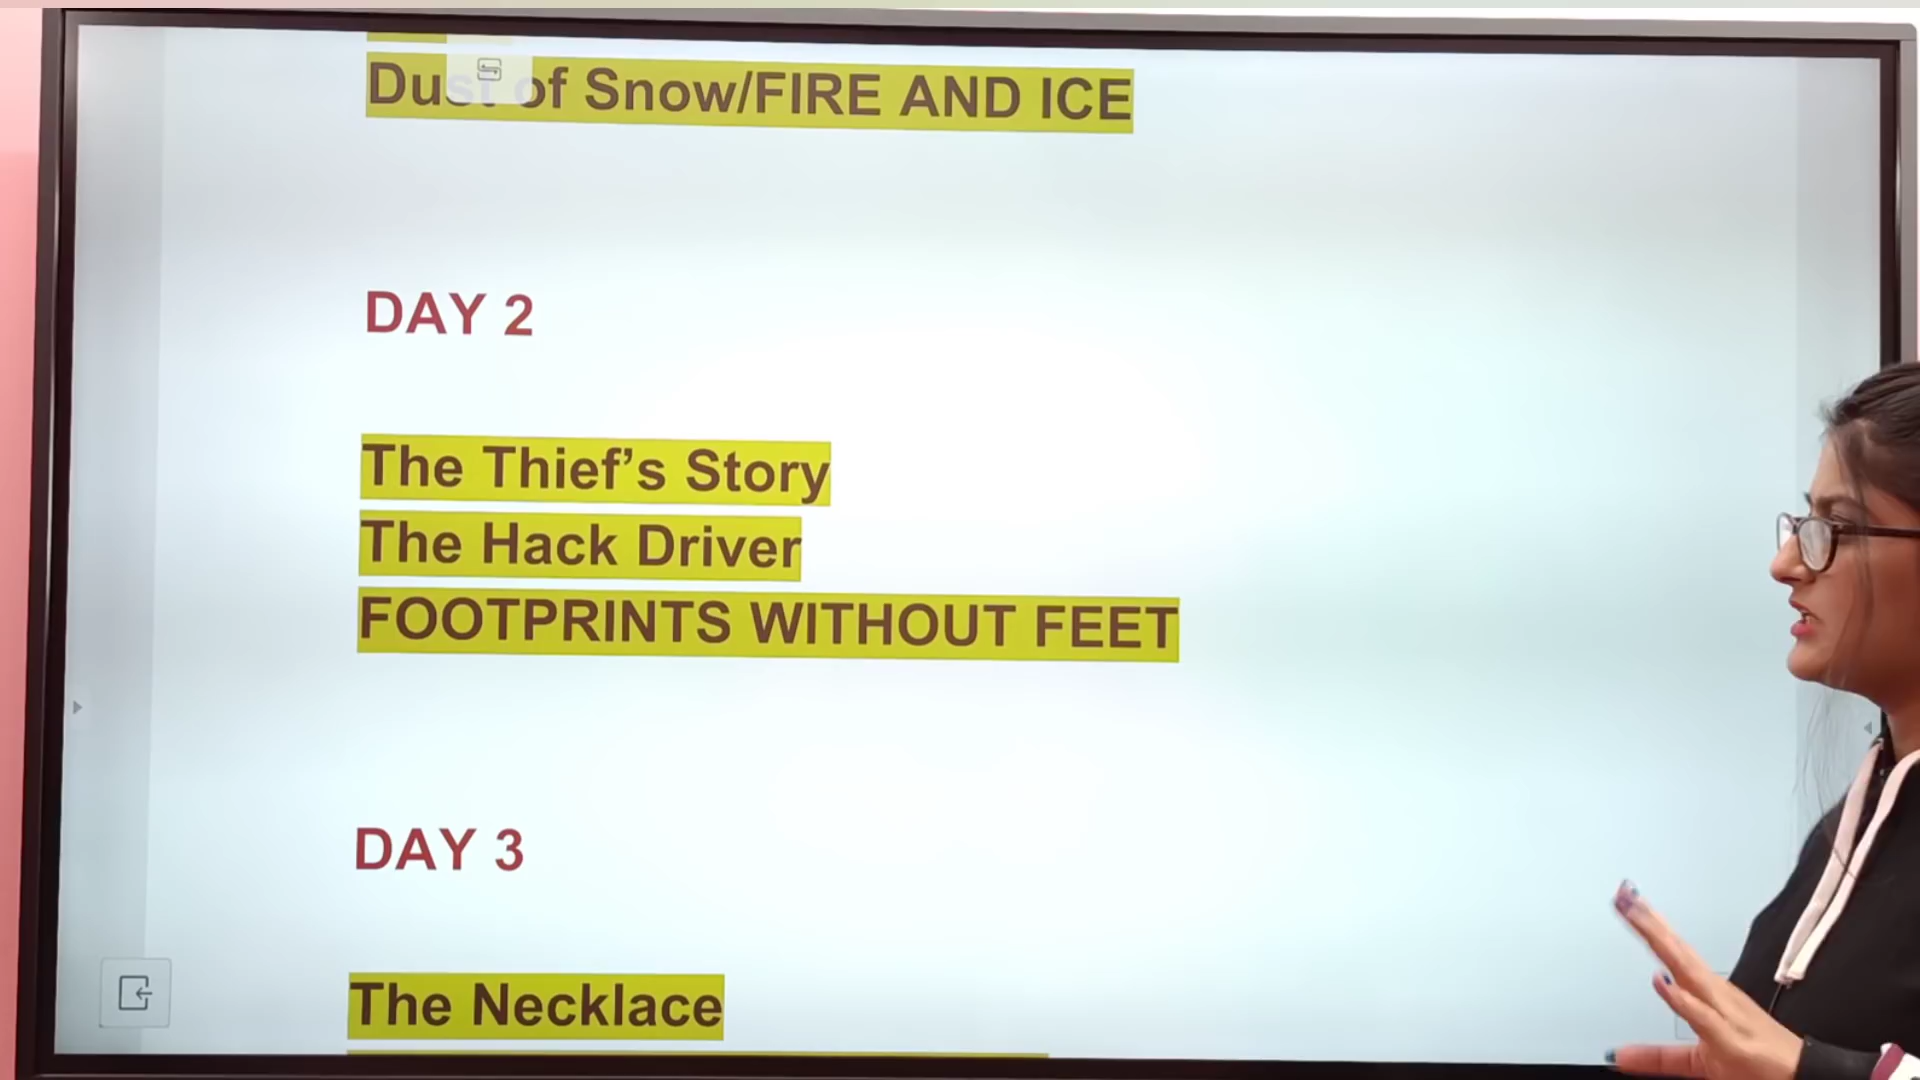 Dust of Snow/FIRE AND ICE
DAY 2
The Thief’s Story
The Hack Driver
FOOTPRINTS WITHOUT FEET
DAY 3
The Necklace